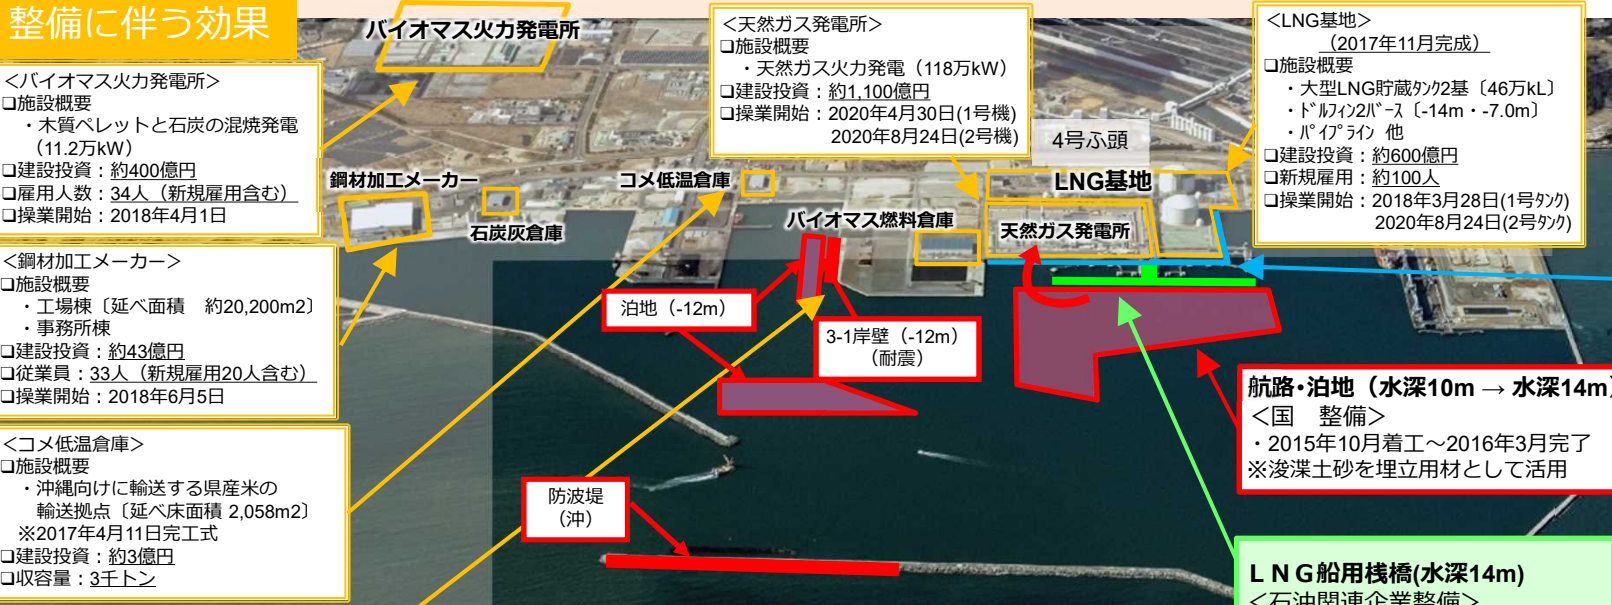 整備に伴う効果
＜バイオマス火力発電所＞
❑施設概要
・木質ペレットと石炭の混焼発電
（11.2万kW）
❑建設投資：約400億円
❑雇用人数：34人（新規雇用含む）
❑操業開始：2018年4月1日
＜鋼材加工メーカー＞
❑施設概要
・工場棟〔延べ面積　約20,200m2〕
・事務所棟
❑建設投資：約43億円
❑従業員：33人（新規雇用20人含む）
❑操業開始：2018年6月5日
＜コメ低温倉庫＞
❑施設概要
・沖縄向けに輸送する県産米の
輸送拠点〔延べ床面積 2,058m2〕
※2017年4月11日完工式
❑建設投資：約3億円
❑収容量：3千トン
バイオマス火力発電所
＜天然ガス発電所＞
❑施設概要
・天然ガス火力発電（118万kW）
❑建設投資：約1,100億円
❑操業開始：2020年4月30日(1号機)
2020年8月24日(2号機)
＜LNG基地＞
（2017年11月完成）
❑施設概要
・大型LNG貯蔵ﾀﾝｸ2基〔46万kL〕
・ﾄﾞﾙﾌｨﾝ2ﾊﾞｰｽ〔-14m・-7.0m〕
・ﾊﾟｲﾌﾟﾗｲﾝ 他
❑建設投資：約600億円
❑新規雇用：約100人
❑操業開始：2018年3月28日(1号ﾀﾝｸ)
2020年8月24日(2号ﾀﾝｸ)
4号ふ頭
鋼材加工メーカー
石炭灰倉庫
コメ低温倉庫
LNG基地
バイオマス燃料倉庫
天然ガス発電所
泊地（-12m）
3-1岸壁（-12m）
（耐震）
防波堤
（沖）
航路・泊地（水深10m → 水深14m）
＜国　整備＞
・2015年10月着工～2016年3月完了
※浚渫土砂を埋立用材として活用
ＬＮＧ船用桟橋(水深14m)
＜石油関連企業整備＞